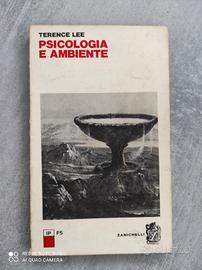 TERENCE LEE
PSICOLOGIA
E AMBIENTE
IP F5
ZANICHELLI
AI QUAD CAMERA